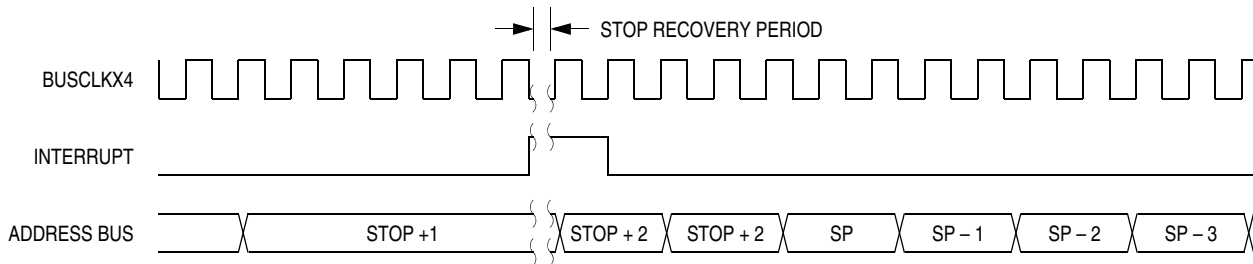 STOP RECOVERY PERIOD
BUSCLKX4
INTERRUPT
ADDRESS BUS STOP +1 STOP + 2 STOP + 2 SP SP – 1 SP – 2 SP – 3